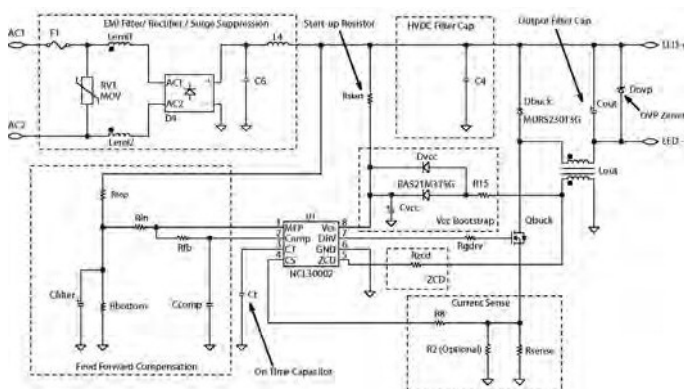 EMI Filter/Rectifier / Surge Suppression
Start-up Resistor
HVDC Filter Cap
Output Filter Cap
AC1
F1
Lemi1
L4
LED+
RV1
MOV
AC1
AC2
D4
C6
Rstart
C4
Dbuck
MURS230T3G
Cout
Dovp
OVP Zener
AC2
Lemi2
LED -
Dvcc
BAS21M3T5G
R15
Lout
Cvcc
Vcc Bootstrap
Rtop
Rin
Rfb
U1
1
MFP
Vcc
8
2
Comp
DRV
7
3
CT
GND
6
4
CS
ZCD
5
NCL30002
Rgdrv
Qbuck
Rzcd
ZCD
Cfilter
Rbottom
Ccomp
Ct
Current Sense
R8
R2 (Optional)
Rsense
Feed Forward Compensation
On Time Capacitor